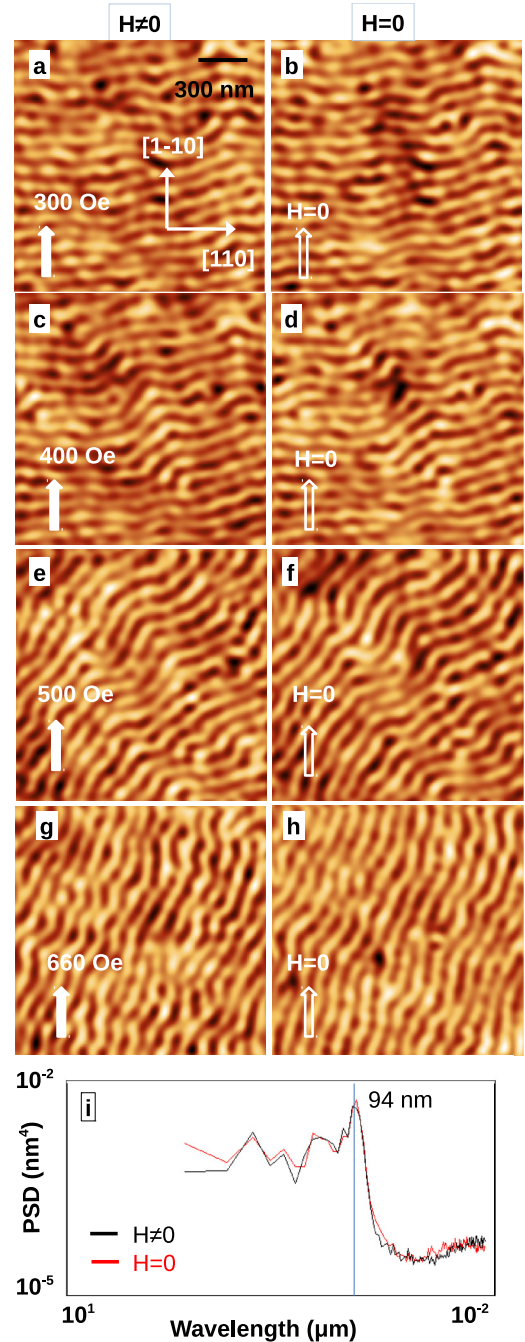 H≠0
H=0
a
300 nm
[1-10]
300 Oe
[110]
b
H=0
c
400 Oe
d
H=0
e
500 Oe
f
H=0
g
660 Oe
h
H=0
10⁻²
i
94 nm
PSD (nm⁴)
H≠0
H=0
10⁻⁵
10¹
Wavelength (µm)
10⁻²